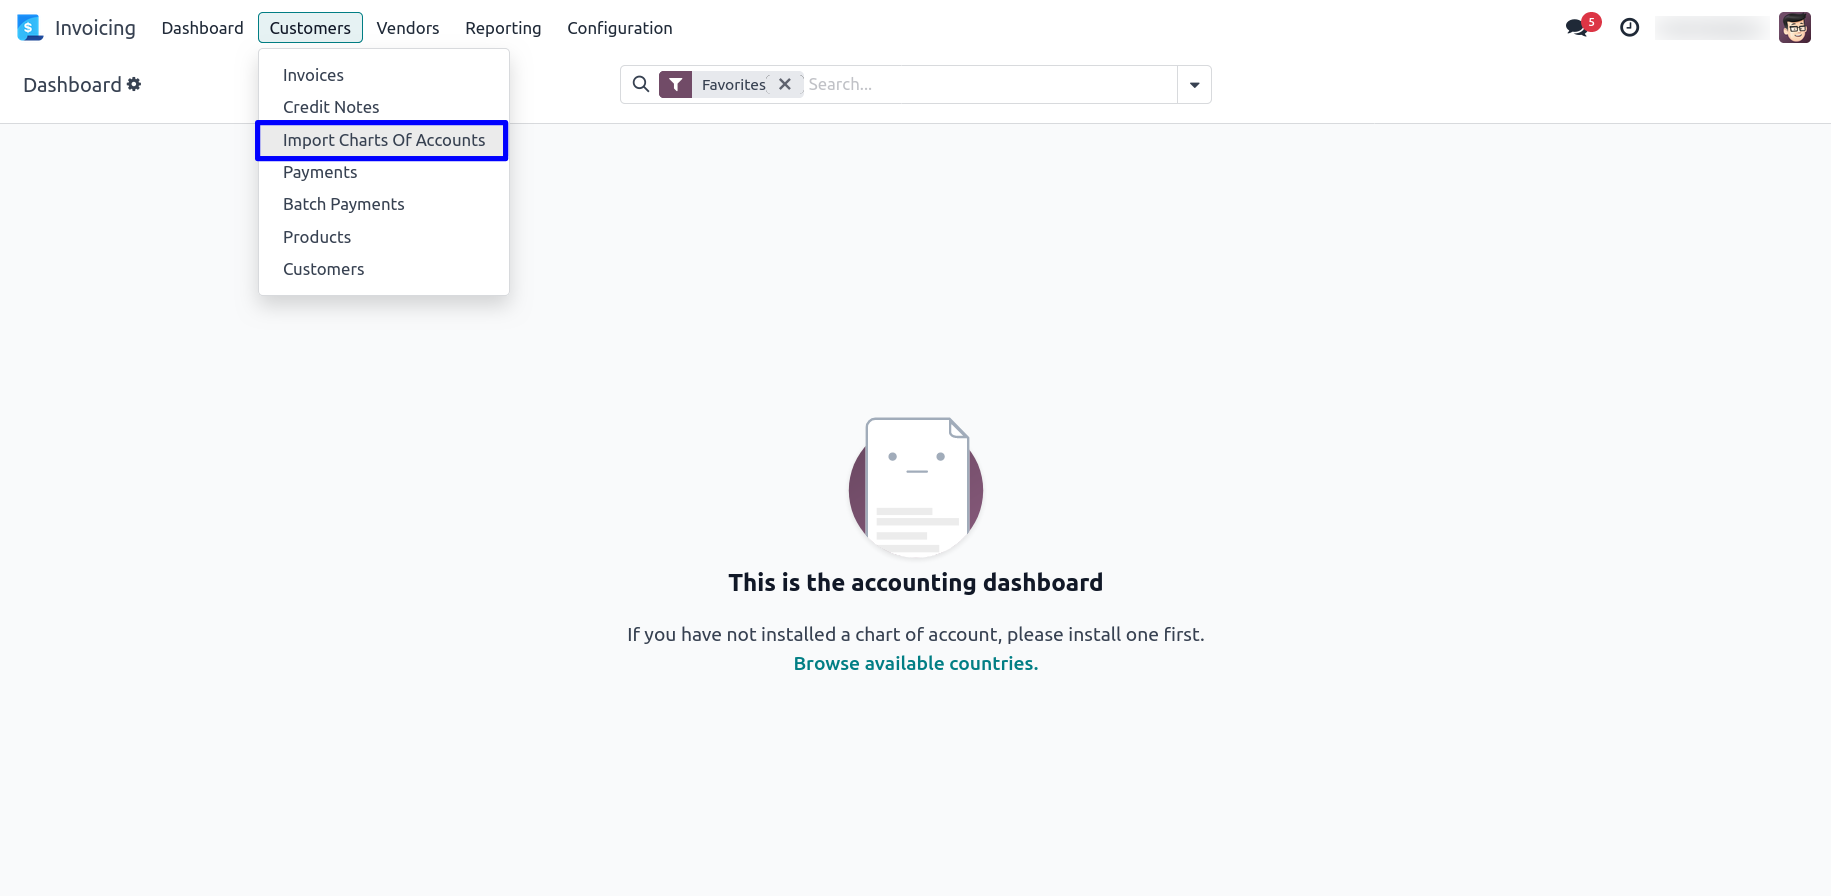 Invoicing Dashboard Customers Vendors Reporting Configuration 5
Dashboard
Favorites Search...
Invoices
Credit Notes
Import Charts Of Accounts
Payments
Batch Payments
Products
Customers
This is the accounting dashboard
If you have not installed a chart of account, please install one first.
Browse available countries.